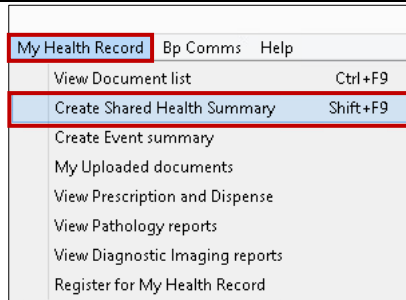 My Health Record Bp Comms Help
View Document list Ctrl+F9
Create Shared Health Summary Shift+F9
Create Event summary
My Uploaded documents
View Prescription and Dispense
View Pathology reports
View Diagnostic Imaging reports
Register for My Health Record